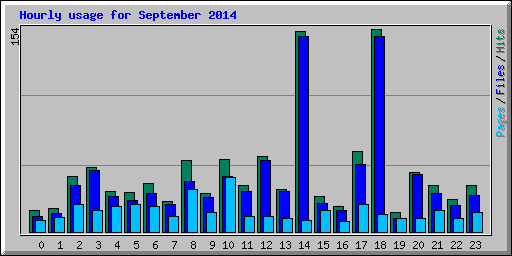 Hourly usage for September 2014
154
Pages / Files / Hits
0 1 2 3 4 5 6 7 8 9 10 11 12 13 14 15 16 17 18 19 20 21 22 23